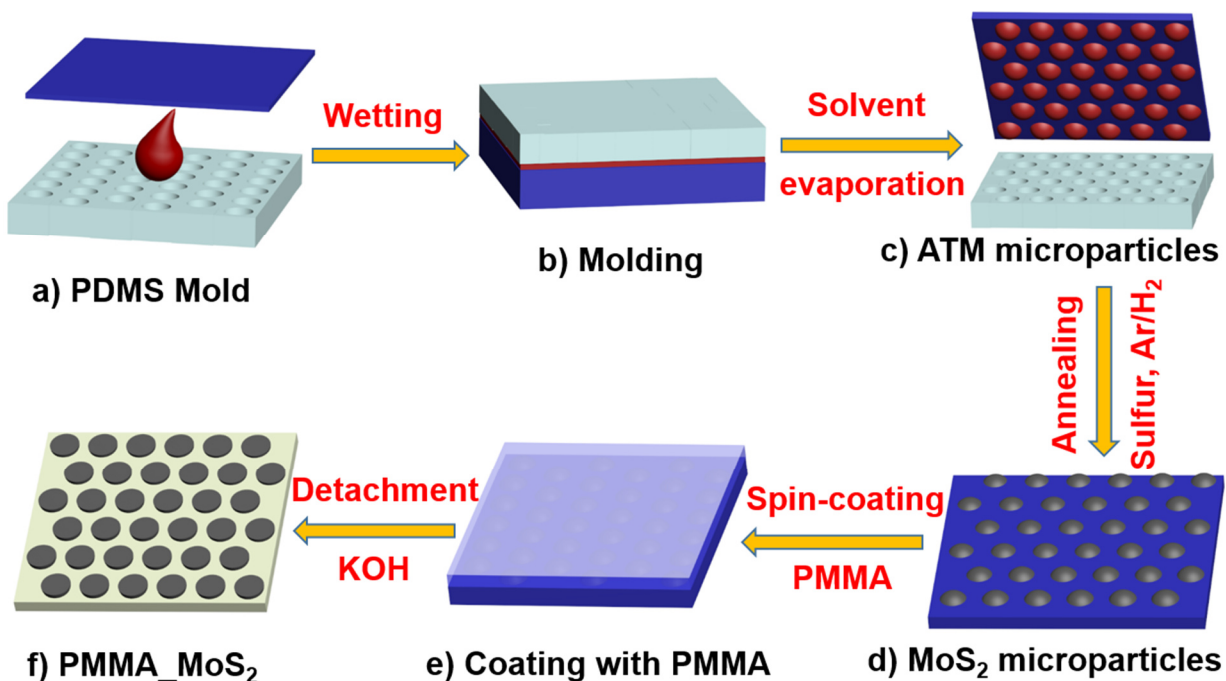 Wetting
Solvent
evaporation
a) PDMS Mold
b) Molding
c) ATM microparticles
Annealing
Sulfur, Ar/H₂
Detachment
KOH
Spin-coating
PMMA
f) PMMA_MoS₂
e) Coating with PMMA
d) MoS₂ microparticles